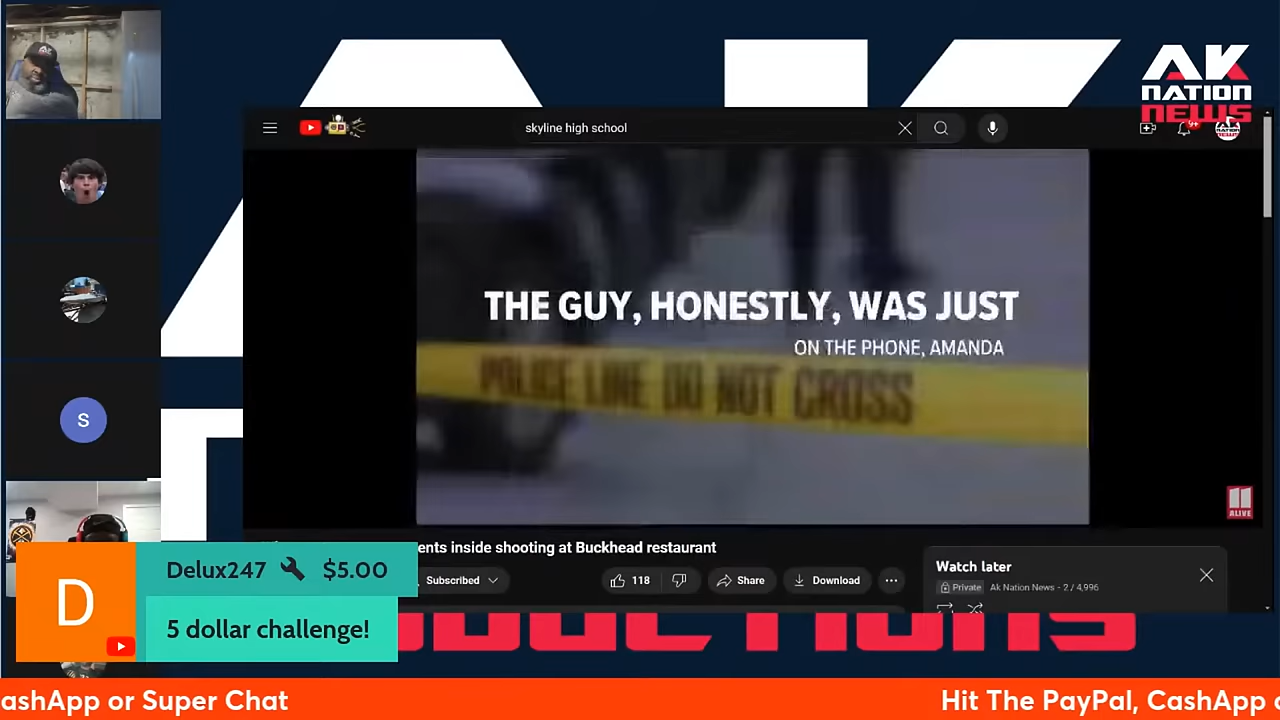 AK
NATION
NEWS
skyline high school
9+
THE GUY, HONESTLY, WAS JUST
ON THE PHONE, AMANDA
POLICE LINE DO NOT CROSS
11
ALIVE
ents inside shooting at Buckhead restaurant
Subscribed
118
Share
Download
Watch later
Private
Ak Nation News - 2 / 4,996
S
D
Delux247
$5.00
5 dollar challenge!
ashApp or Super Chat
Hit The PayPal, CashApp